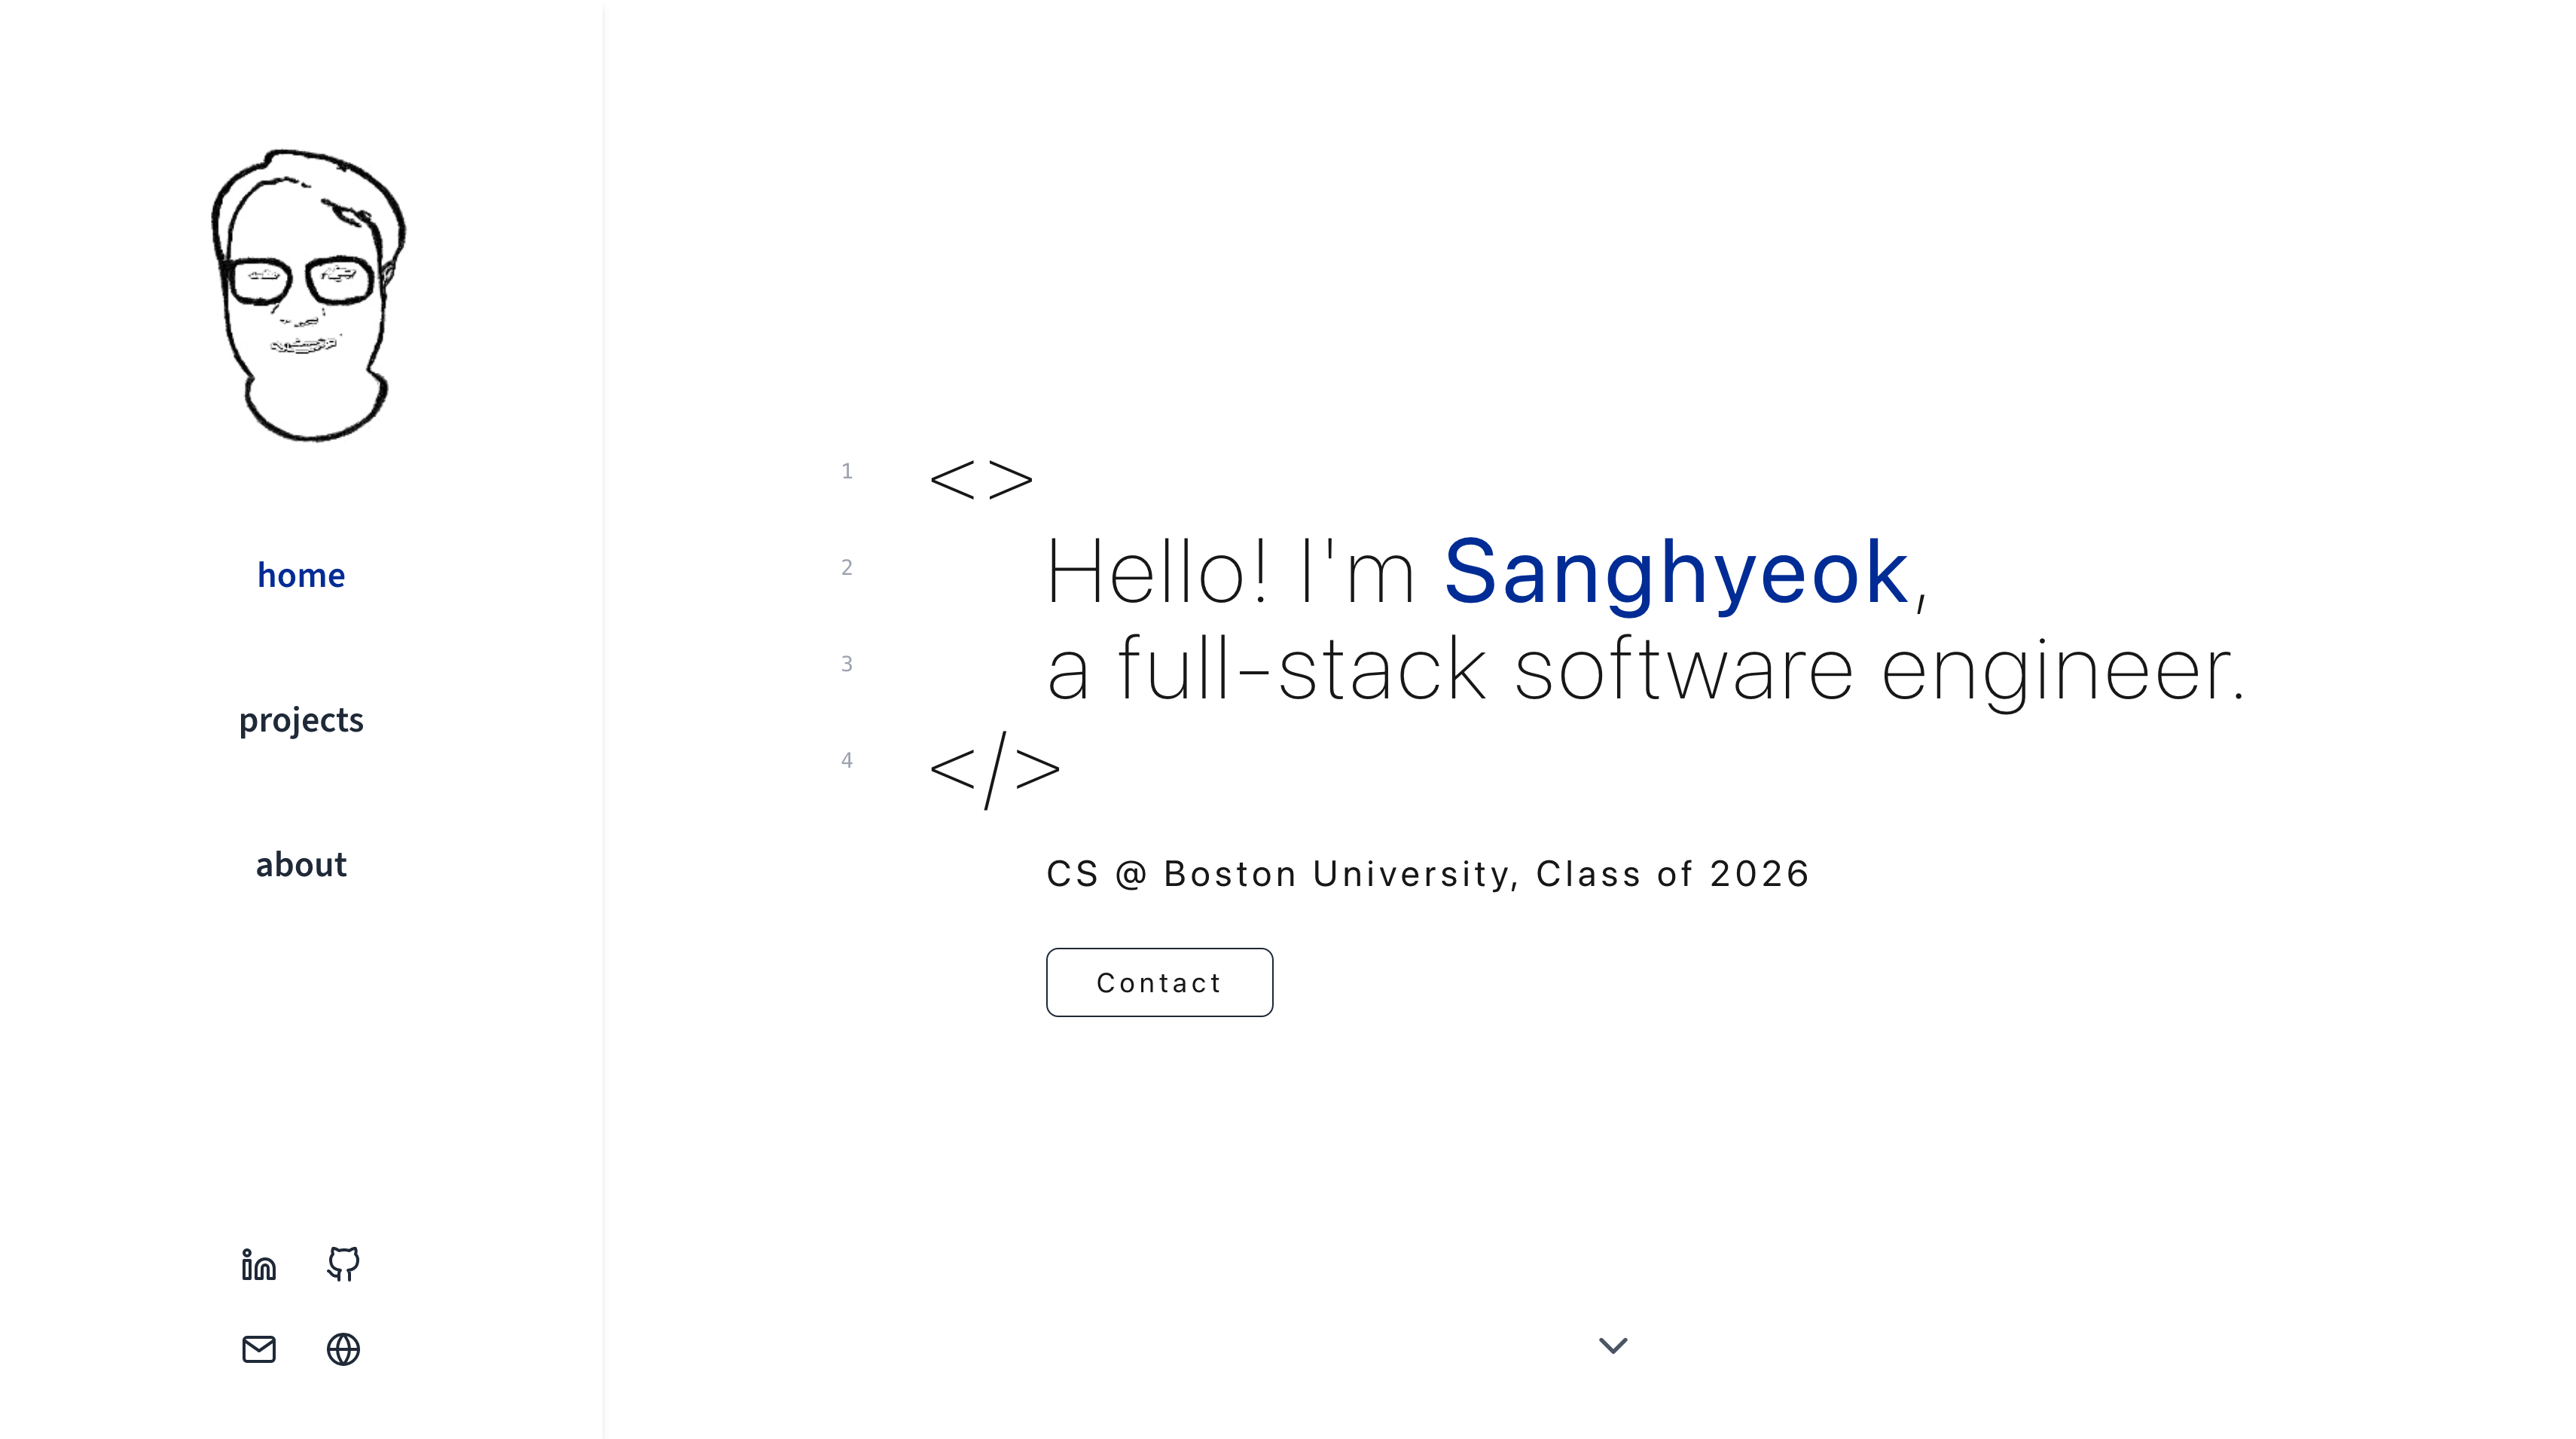 home
projects
about
1
<>
2
Hello! I'm Sanghyeok,
3
a full-stack software engineer.
4
</>
CS @ Boston University, Class of 2026
Contact
in